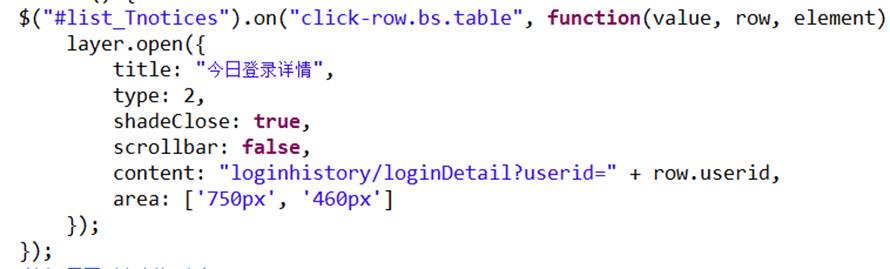 $("#list_Tnotices").on("click-row.bs.table", function(value, row, element)
    layer.open({
        title: "今日登录详情",
        type: 2,
        shadeClose: true,
        scrollbar: false,
        content: "loginhistory/loginDetail?userid=" + row.userid,
        area: ['750px', '460px']
    });
});